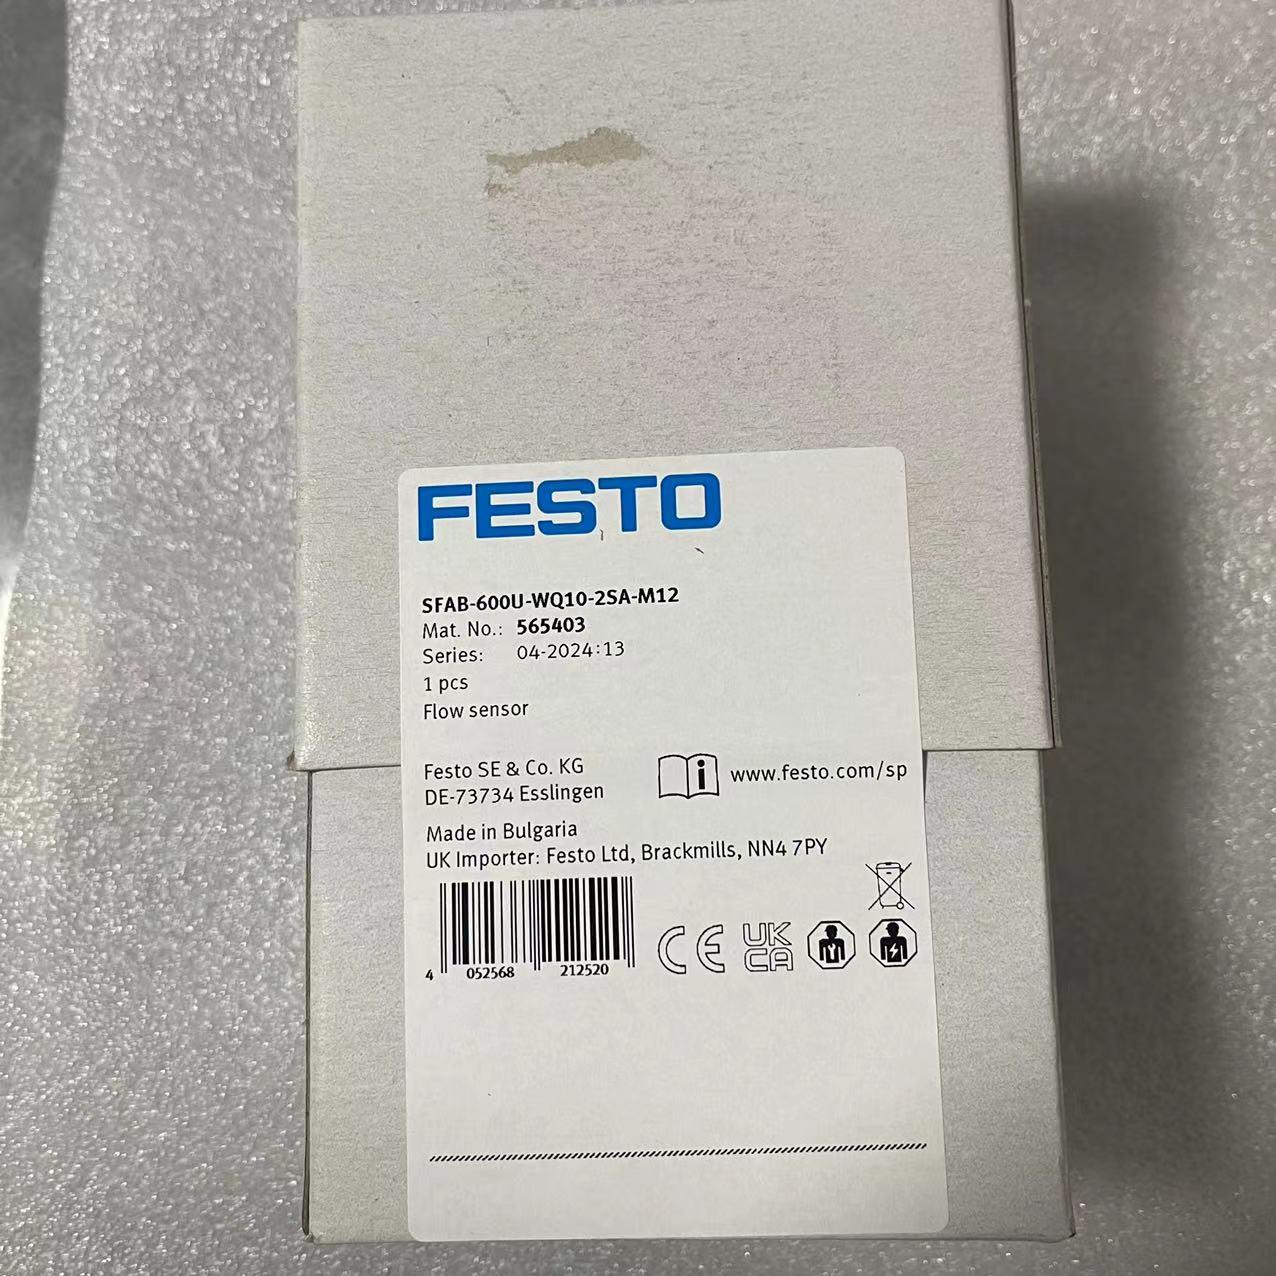 FESTO
SFAB-600U-WQ10-2SA-M12
Mat. No.: 565403
Series: 04-2024:13
1 pcs
Flow sensor
Festo SE & Co. KG
DE-73734 Esslingen
i www.festo.com/sp
Made in Bulgaria
UK Importer: Festo Ltd, Brackmills, NN4 7PY
4 052568 212520
CE UK CA